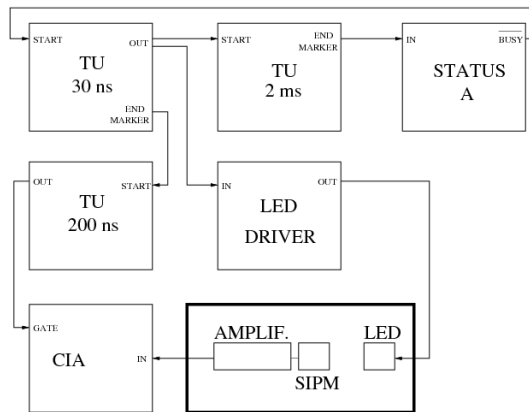 START
OUT
TU
30 ns
END
MARKER
START
END
MARKER
TU
2 ms
IN
BUSY
STATUS
A
OUT
START
TU
200 ns
IN
OUT
LED
DRIVER
GATE
CIA
IN
AMPLIF.
SIPM
LED